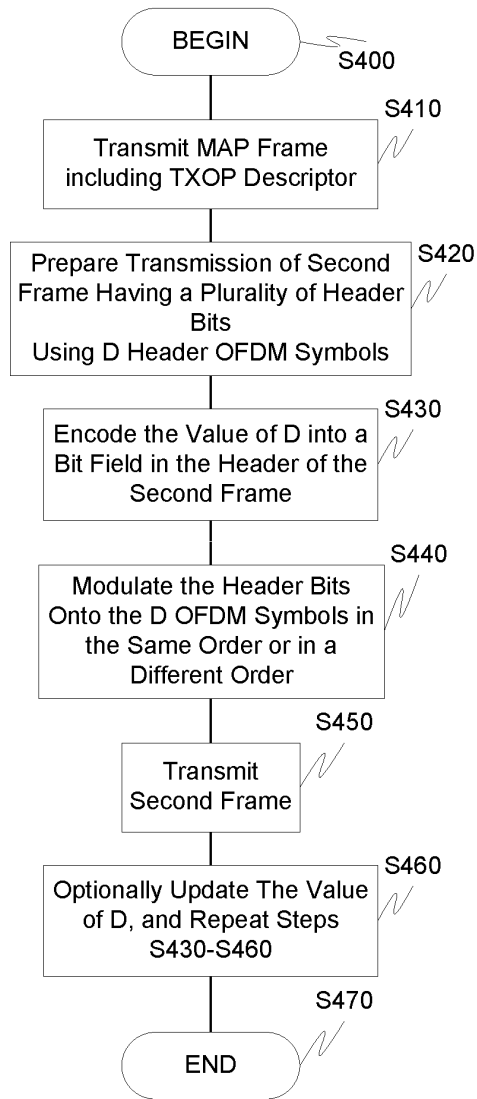 BEGIN
S400
S410
Transmit MAP Frame
including TXOP Descriptor
S420
Prepare Transmission of Second
Frame Having a Plurality of Header
Bits
Using D Header OFDM Symbols
S430
Encode the Value of D into a
Bit Field in the Header of the
Second Frame
S440
Modulate the Header Bits
Onto the D OFDM Symbols in
the Same Order or in a
Different Order
S450
Transmit
Second Frame
S460
Optionally Update The Value
of D, and Repeat Steps
S430-S460
S470
END